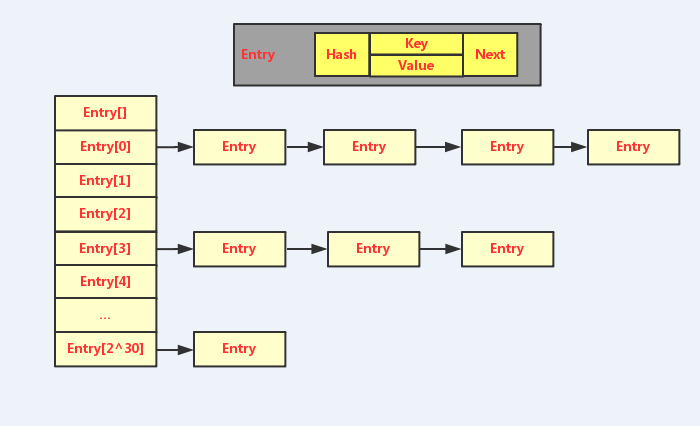 Entry
Hash
Key
Value
Next
Entry[]
Entry[0]
Entry
Entry
Entry
Entry
Entry[1]
Entry[2]
Entry[3]
Entry
Entry
Entry
Entry[4]
...
Entry[2^30]
Entry